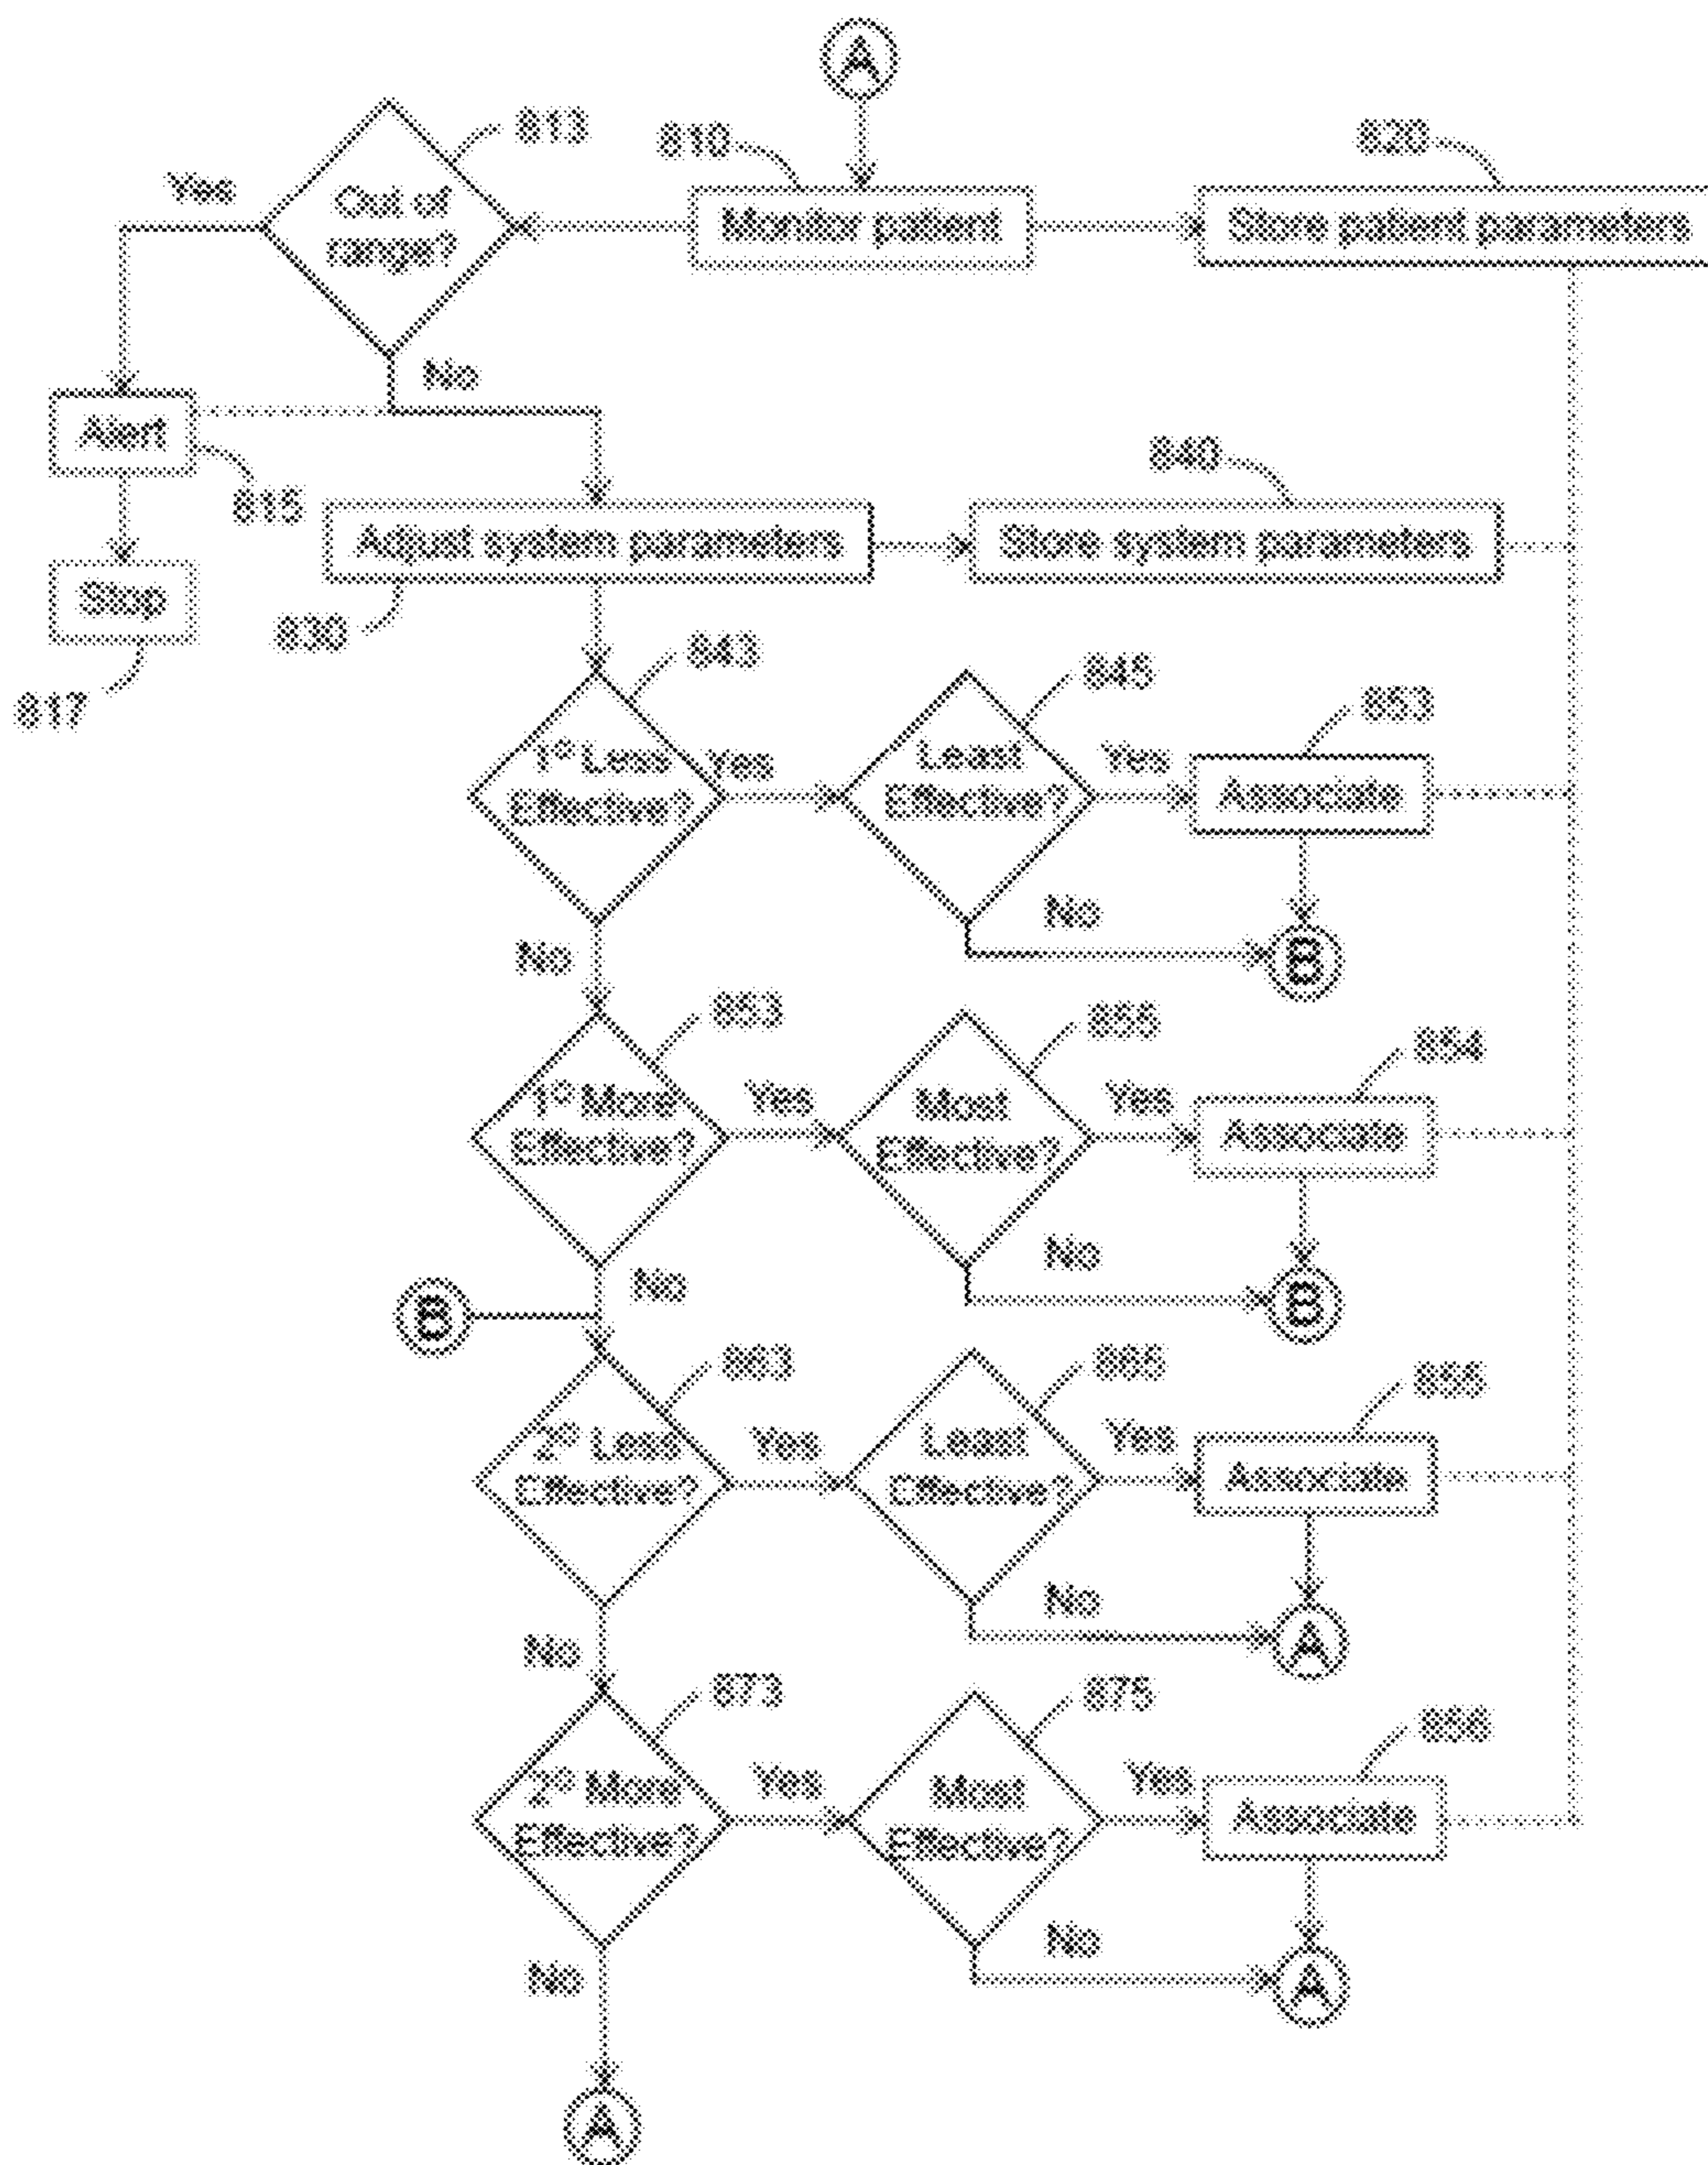 A
813
810
820
Yes
Out of
range?
Monitor patient
Store patient parameters
No
Alert
815
840
Adjust system parameters
Store system parameters
Stop
830
817
843
845
853
1° Less
Effective?
Yes
Least
Effective?
Yes
Associate
No
No
B
853
855
854
1° More
Effective?
Yes
Most
Effective?
Yes
Associate
No
No
B
B
863
865
855
2° Less
Effective?
Yes
Least
Effective?
Yes
Associate
No
No
A
873
875
856
2° More
Effective?
Yes
Most
Effective?
Yes
Associate
No
No
A
A